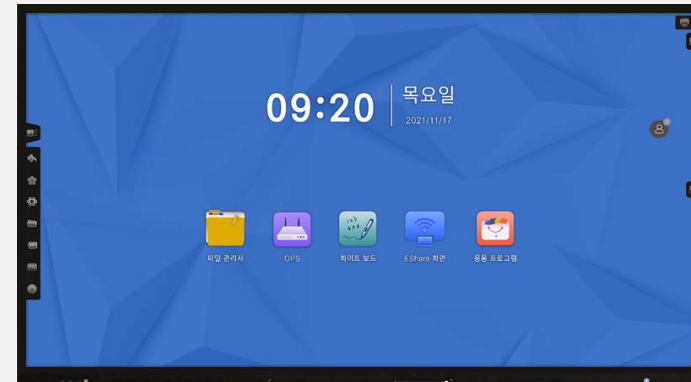 09:20
목요일
2021/11/17
파일 관리자
OPS
화이트 보드
EShare 화면
응용 프로그램